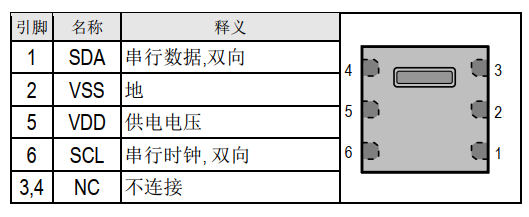 引脚 名称 释义
1 SDA 串行数据,双向
2 VSS 地
5 VDD 供电电压
6 SCL 串行时钟, 双向
3,4 NC 不连接
4 3
5 2
6 1